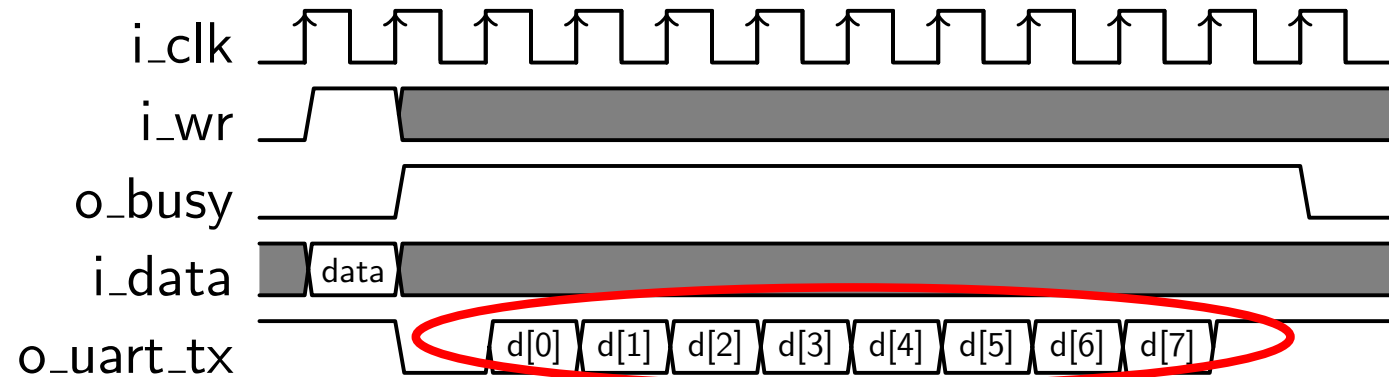 i_clk
i_wr
o_busy
i_data data
o_uart_tx d[0] d[1] d[2] d[3] d[4] d[5] d[6] d[7]